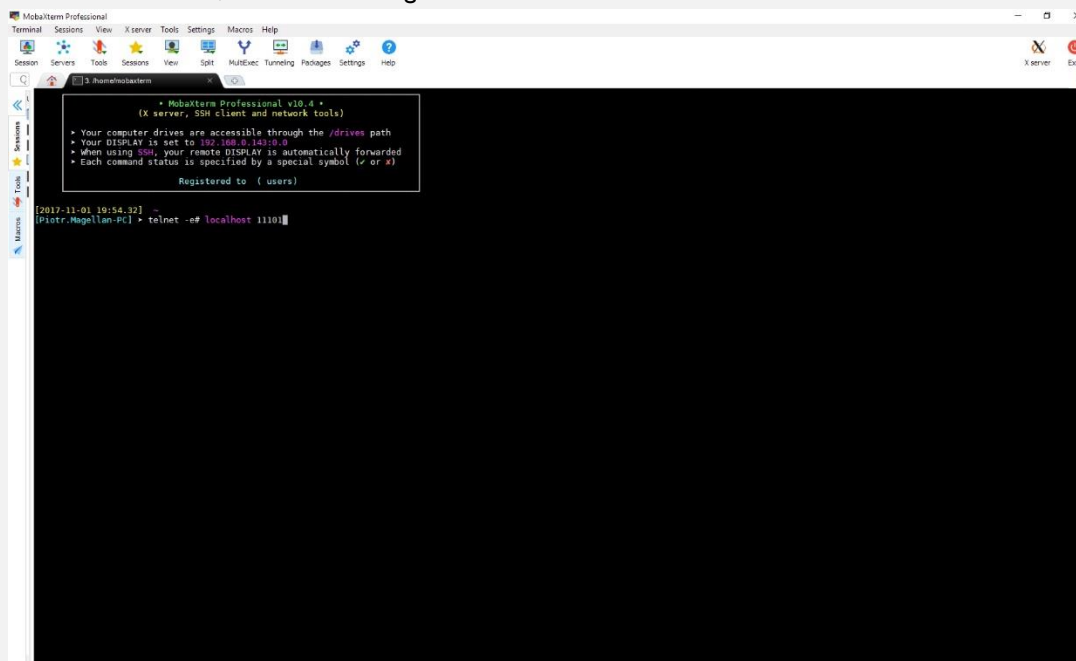 MobaXterm Professional
Terminal Sessions View X server Tools Settings Macros Help
Session Servers Tools Sessions View Split MultiExec Tunneling Packages Settings Help
X server
3. /home/mobaxterm
Sessions
Tools
Macros
• MobaXterm Professional v10.4 •
(X server, SSH client and network tools)
➤ Your computer drives are accessible through the /drives path
➤ Your DISPLAY is set to 192.168.0.143:0.0
➤ When using SSH, your remote DISPLAY is automatically forwarded
➤ Each command status is specified by a special symbol (✓ or ✗)
Registered to ( users)
[2017-11-01 19:54.32] ~
[Piotr.Magellan-PC] ➤ telnet -e# localhost 11101